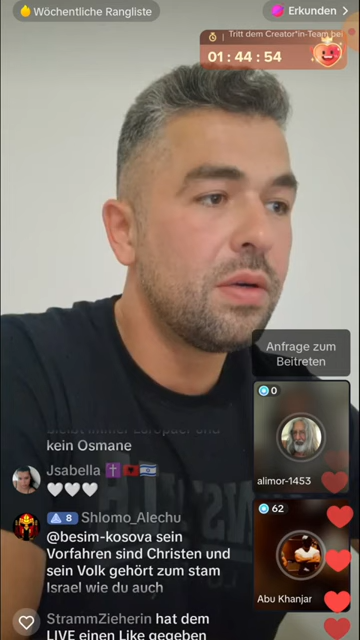 Wöchentliche Rangliste
Erkunden
Tritt dem Creator*in-Team bei
01 : 44 : 54
Anfrage zum
Beitreten
0
alimor-1453
kein Osmane
Jsabella
8 Shlomo_Alechu
@besim-kosova sein
Vorfahren sind Christen und
sein Volk gehört zum stam
Israel wie du auch
62
Abu Khanjar
StrammZieherin hat dem
LIVE einen Like gegeben